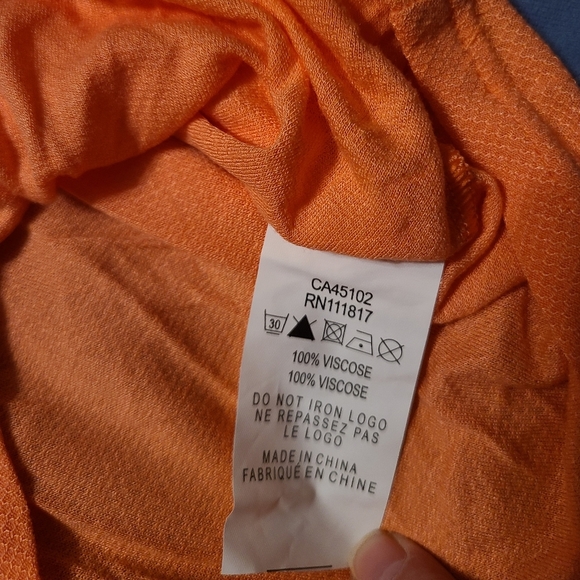 CA45102
RN111817
30
100% VISCOSE
100% VISCOSE
DO NOT IRON LOGO
NE REPASSEZ PAS
LE LOGO
MADE IN CHINA
FABRIQUÉ EN CHINE